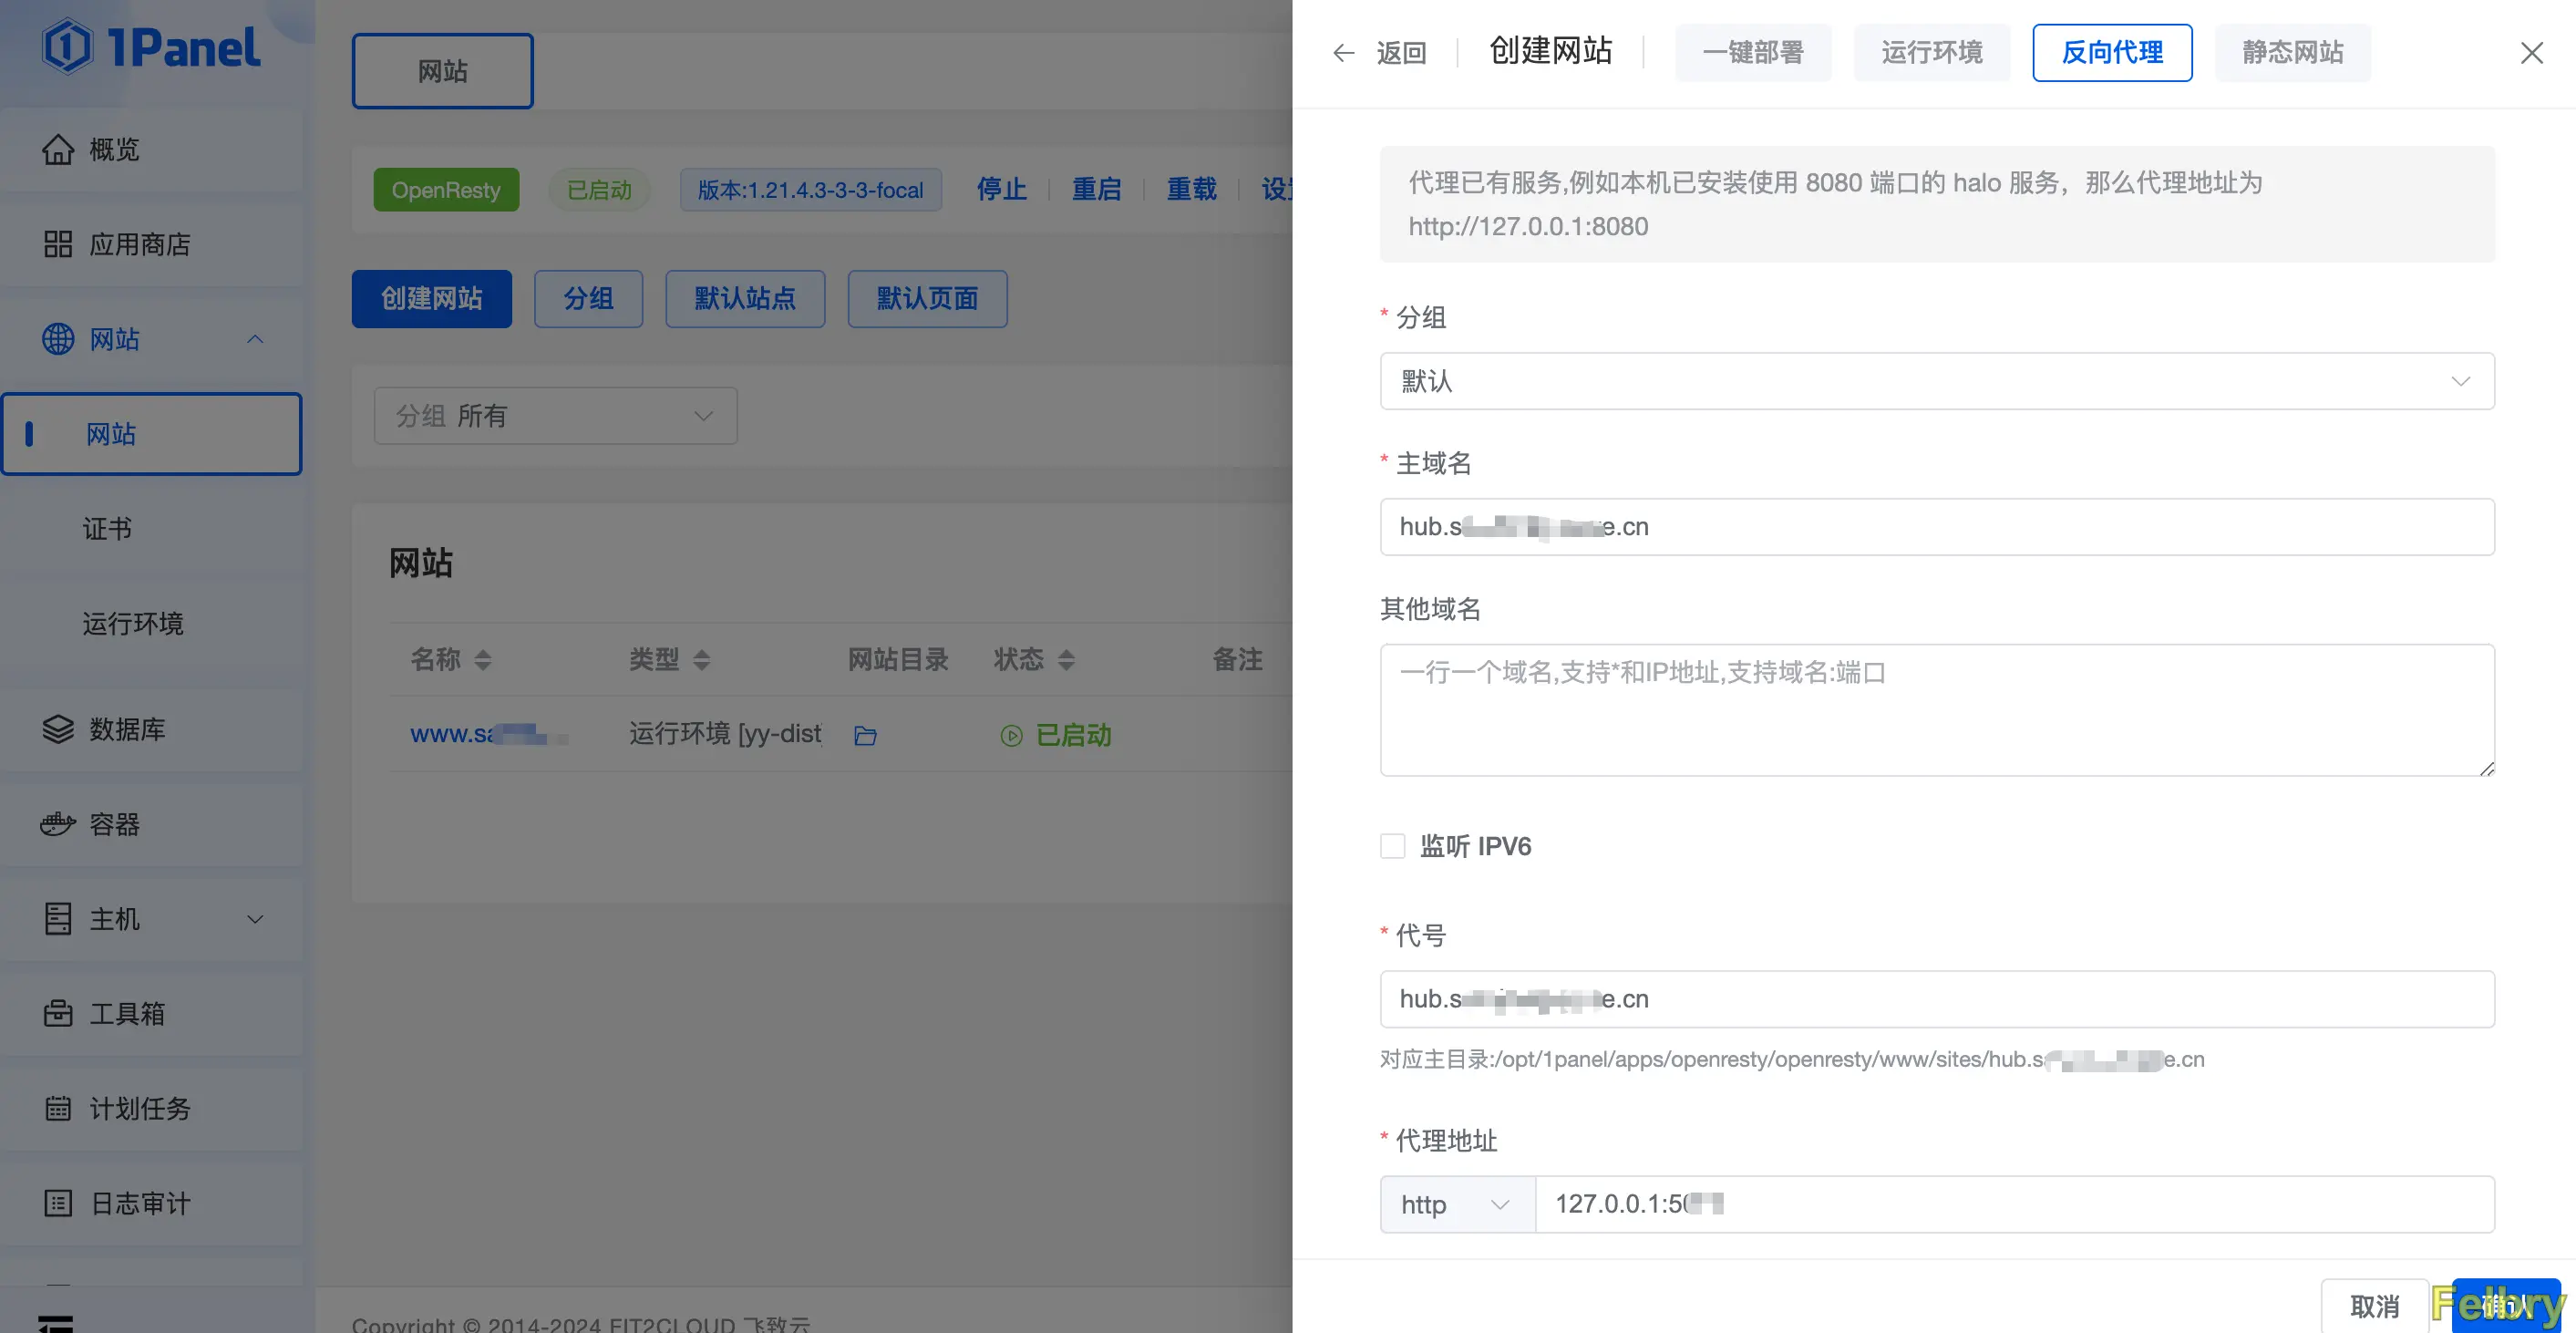 1Panel
概览
应用商店
网站
网站
证书
运行环境
数据库
容器
主机
工具箱
计划任务
日志审计
网站
OpenResty 已启动 版本:1.21.4.3-3-3-focal 停止 重启 重载
创建网站 分组 默认站点 默认页面
分组 所有
网站
名称 类型 网站目录 状态 备注
www.sa 运行环境 [yy-dist 已启动
Copyright © 2014-2024 FIT2CLOUD 飞致云
返回 创建网站 一键部署 运行环境 反向代理 静态网站
代理已有服务,例如本机已安装使用 8080 端口的 halo 服务，那么代理地址为
http://127.0.0.1:8080
* 分组
默认
* 主域名
hub.s e.cn
其他域名
一行一个域名,支持*和IP地址,支持域名:端口
监听 IPV6
* 代号
hub.s e.cn
对应主目录:/opt/1panel/apps/openresty/openresty/www/sites/hub.s e.cn
* 代理地址
http 127.0.0.1:5
取消 确认
Felbry